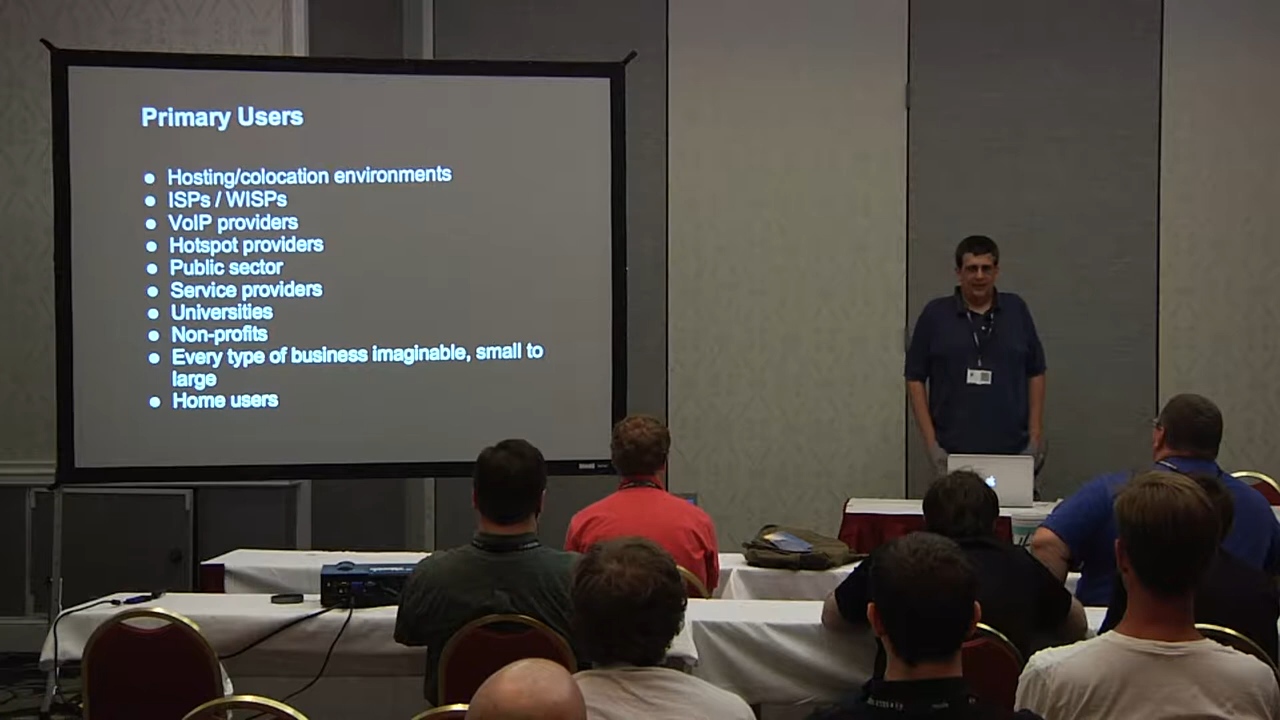 Primary Users
● Hosting/colocation environments
● ISPs / WISPs
● VoIP providers
● Hotspot providers
● Public sector
● Service providers
● Universities
● Non-profits
● Every type of business imaginable, small to
large
● Home users